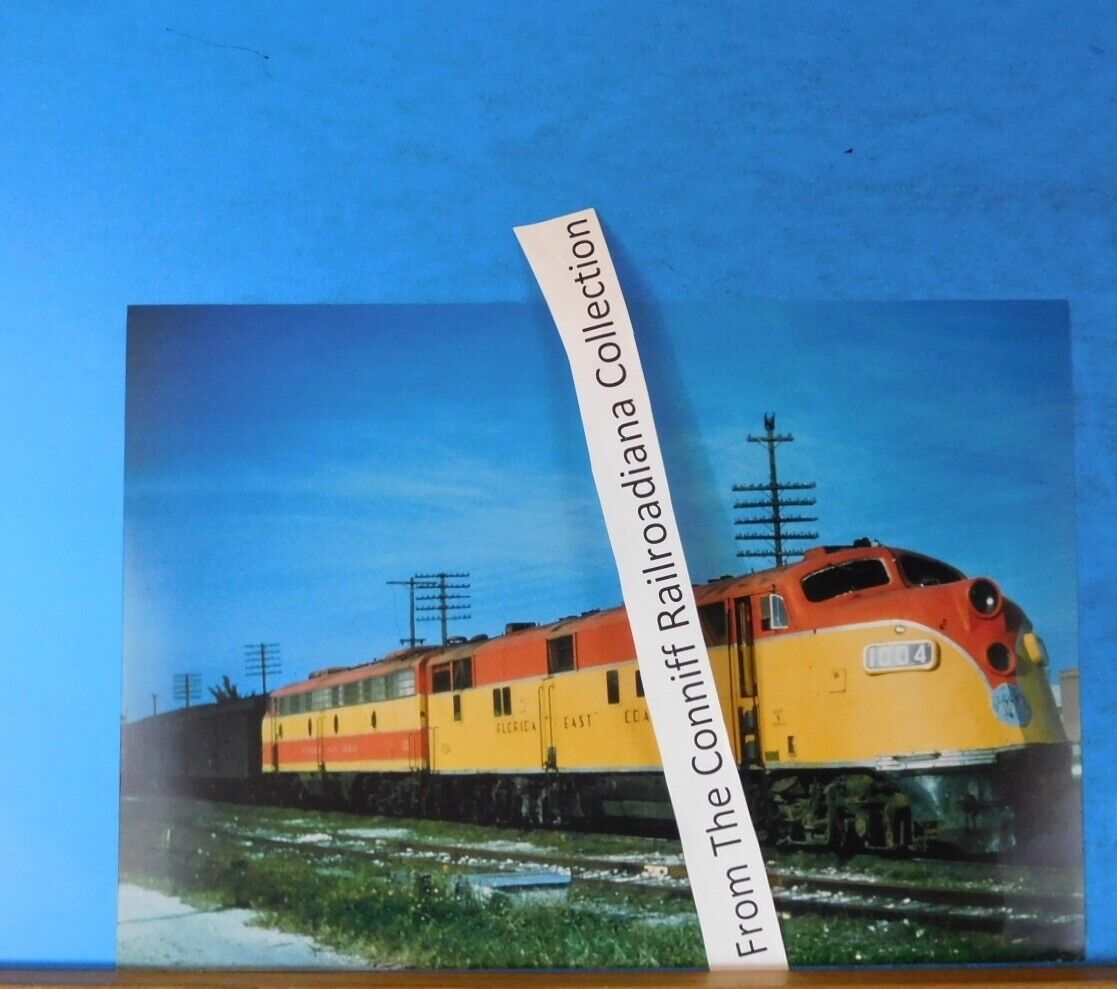 From The Conniff Railroadiana Collection
1004
FLORIDA EAST COA